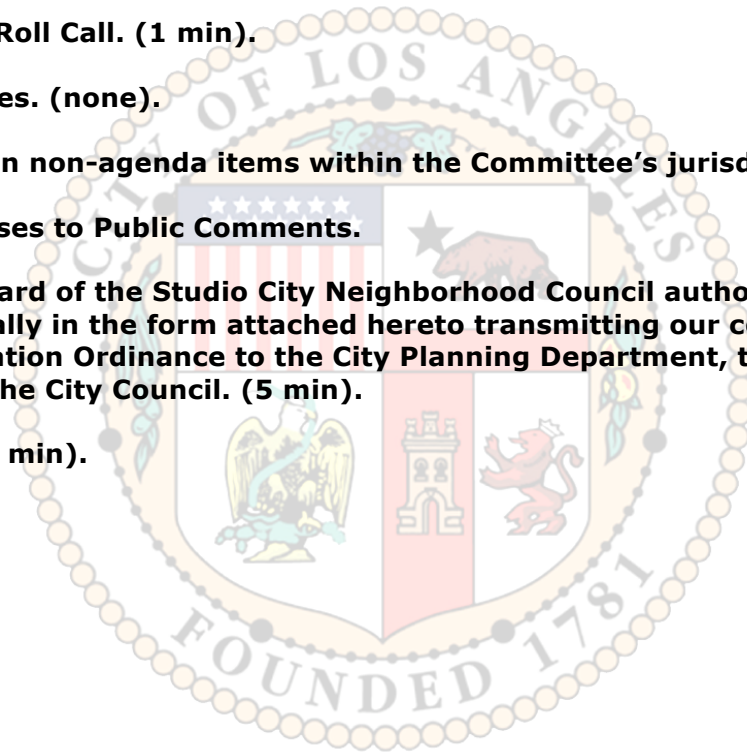 Roll Call. (1 min).
es. (none).
n non-agenda items within the Committee’s jurisd
ses to Public Comments.
ard of the Studio City Neighborhood Council autho
ally in the form attached hereto transmitting our co
ation Ordinance to the City Planning Department, t
he City Council. (5 min).
min).
CITY OF LOS ANGELES
FOUNDED 1781